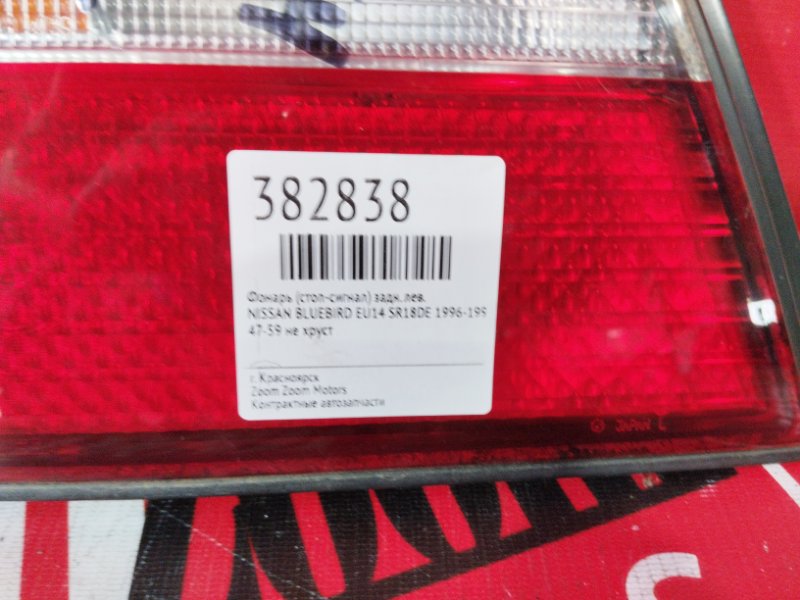 382838
Фонарь (стоп-сигнал) задн. лев.
NISSAN BLUEBIRD EU14 SR18DE 1996-199
47-59 не хруст
г. Красноярск
Zoom Zoom Motors
Контрактные автозапчасти